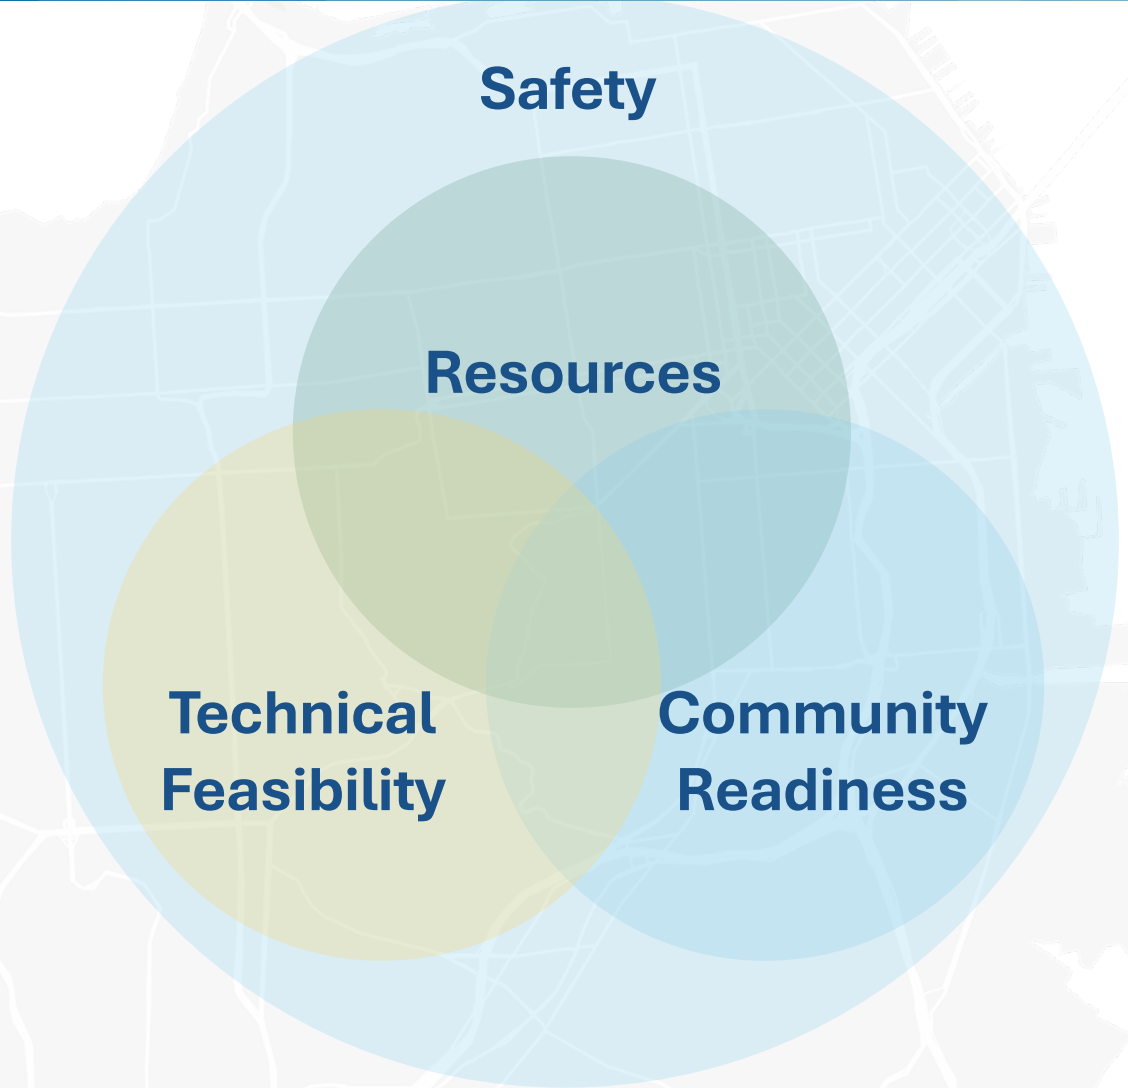 Safety
Resources
Technical
Feasibility
Community
Readiness